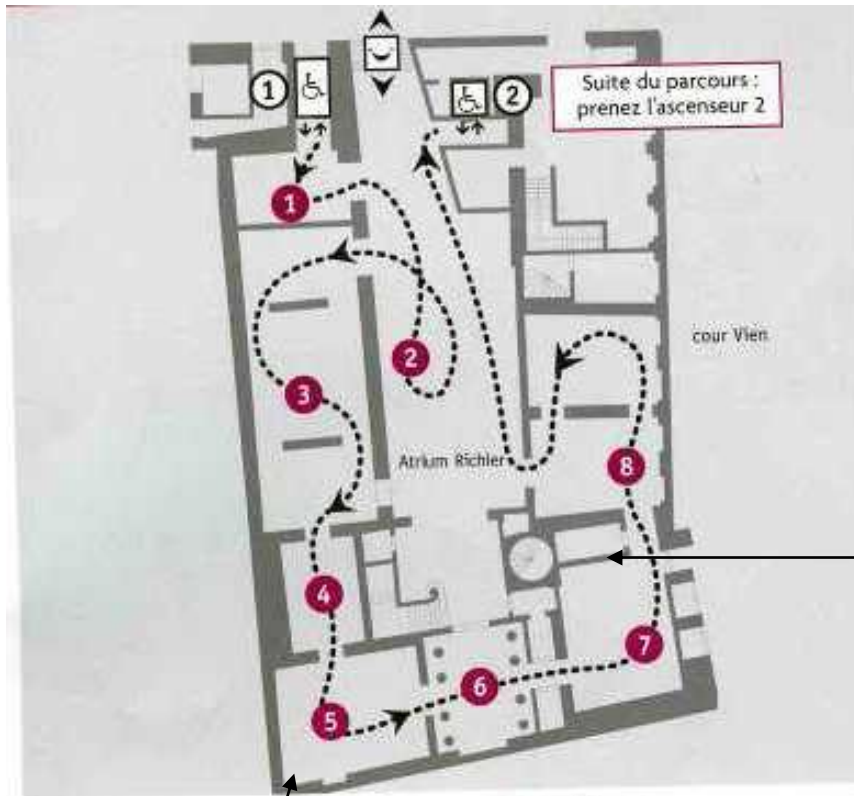 1
2
Suite du parcours :
prenez l'ascenseur 2
1
2
cour Vien
3
Atrium Richier
8
4
7
6
5